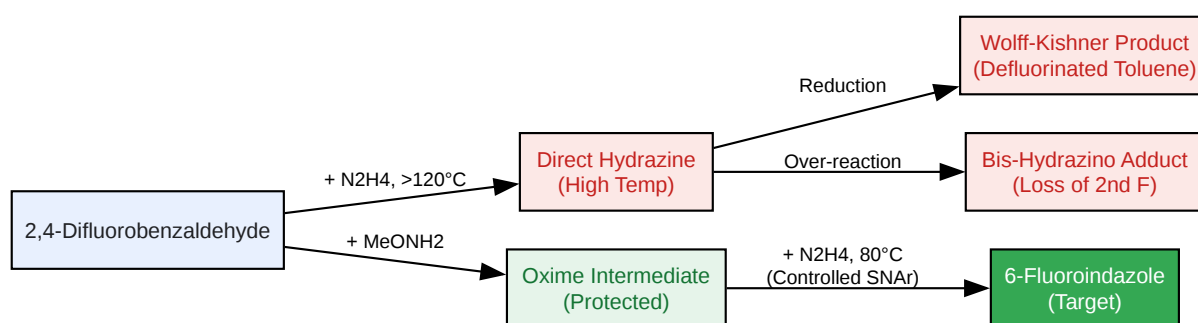 2,4-Difluorobenzaldehyde
+ N2H4, >120°C
Direct Hydrazine
(High Temp)
Reduction
Wolff-Kishner Product
(Defluorinated Toluene)
Over-reaction
Bis-Hydrazino Adduct
(Loss of 2nd F)
+ MeONH2
Oxime Intermediate
(Protected)
+ N2H4, 80°C
(Controlled SNAr)
6-Fluoroindazole
(Target)